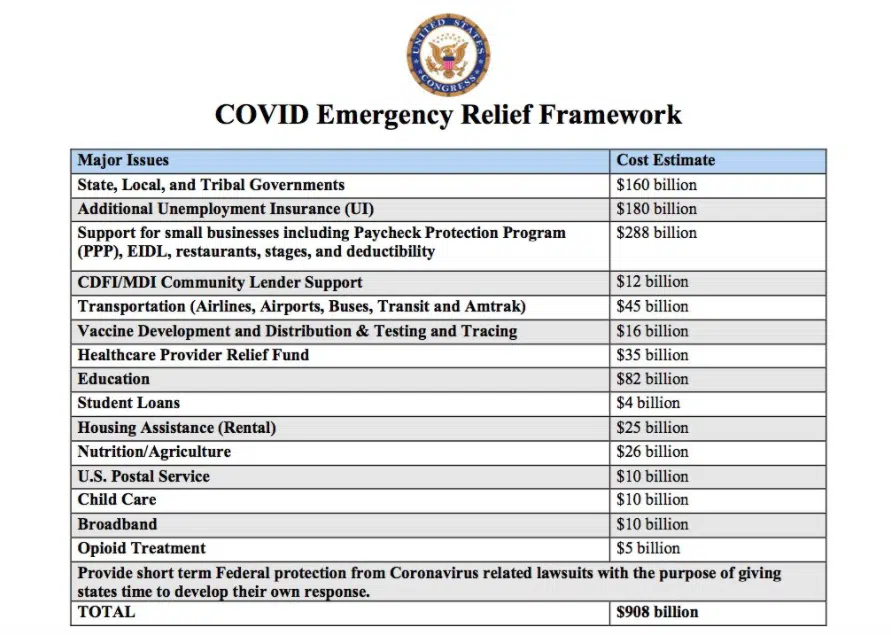 UNITED STATES
CONGRESS
COVID Emergency Relief Framework
Major Issues Cost Estimate
State, Local, and Tribal Governments $160 billion
Additional Unemployment Insurance (UI) $180 billion
Support for small businesses including Paycheck Protection Program $288 billion
(PPP), EIDL, restaurants, stages, and deductibility
CDFI/MDI Community Lender Support $12 billion
Transportation (Airlines, Airports, Buses, Transit and Amtrak) $45 billion
Vaccine Development and Distribution & Testing and Tracing $16 billion
Healthcare Provider Relief Fund $35 billion
Education $82 billion
Student Loans $4 billion
Housing Assistance (Rental) $25 billion
Nutrition/Agriculture $26 billion
U.S. Postal Service $10 billion
Child Care $10 billion
Broadband $10 billion
Opioid Treatment $5 billion
Provide short term Federal protection from Coronavirus related lawsuits with the purpose of giving
states time to develop their own response.
TOTAL $908 billion